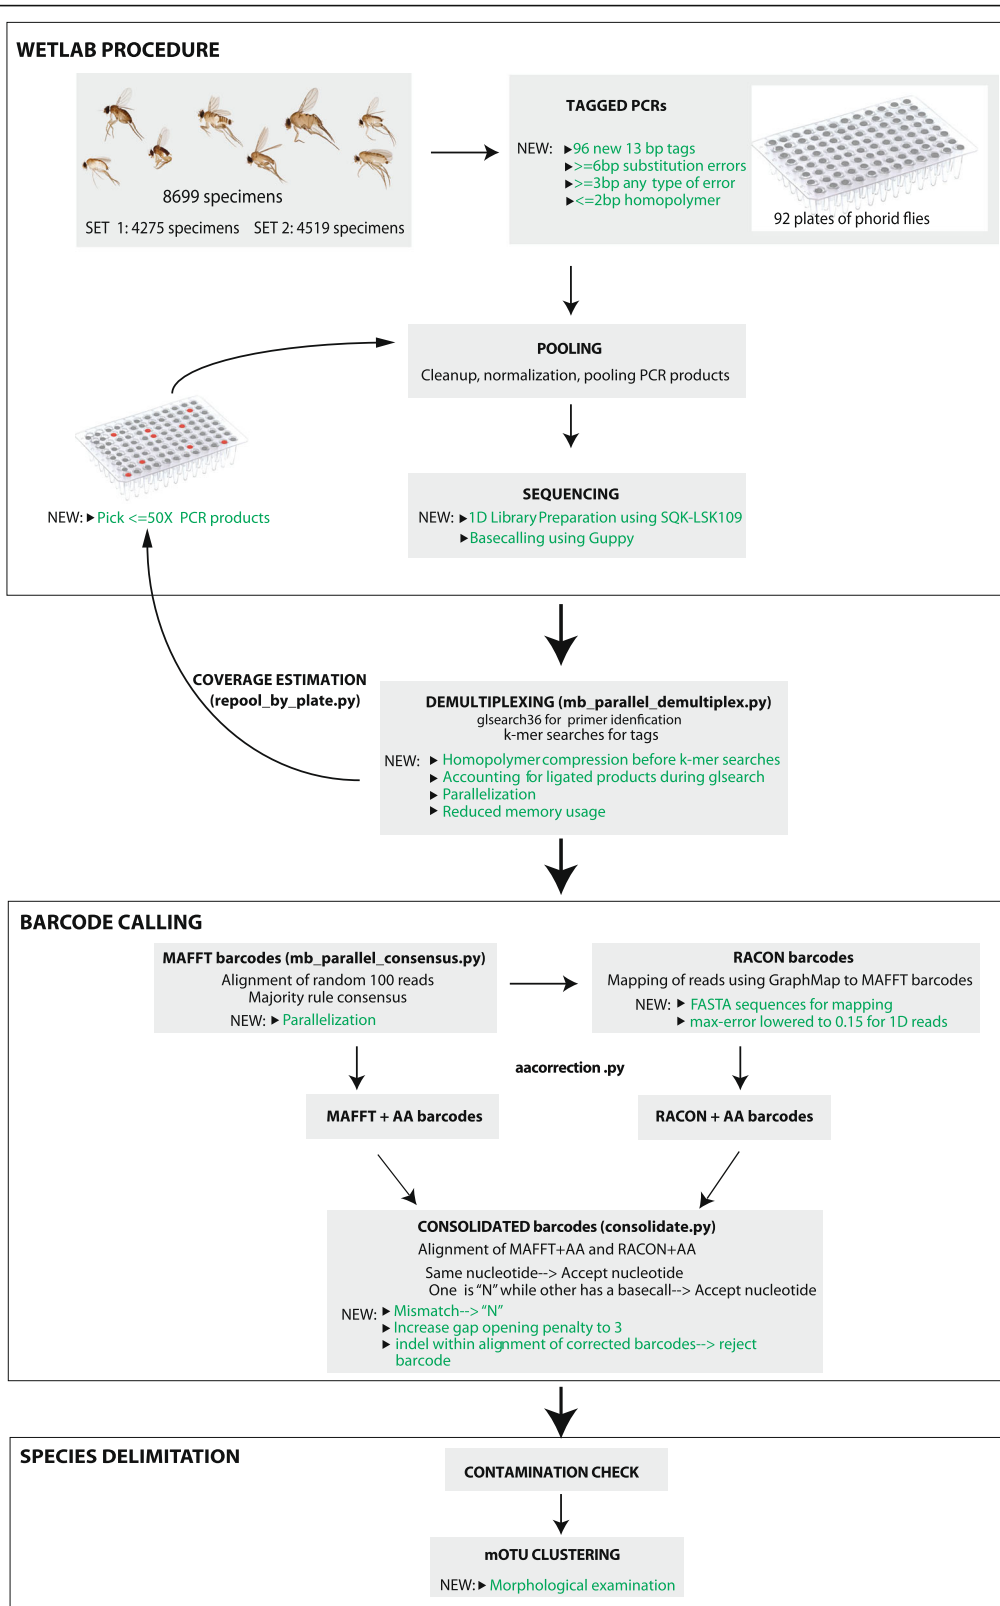 WETLAB PROCEDURE
8699 specimens
SET 1: 4275 specimens SET 2: 4519 specimens
TAGGED PCRs
NEW: ▶96 new 13 bp tags
▶>=6bp substitution errors
▶>=3bp any type of error
▶<=2bp homopolymer
92 plates of phorid flies
POOLING
Cleanup, normalization, pooling PCR products
NEW: ▶Pick <=50X PCR products
SEQUENCING
NEW: ▶1D Library Preparation using SQK-LSK109
▶Basecalling using Guppy
COVERAGE ESTIMATION
(repool_by_plate.py)
DEMULTIPLEXING (mb_parallel_demultiplex.py)
glsearch36 for primer idenfication
k-mer searches for tags
NEW: ▶ Homopolymer compression before k-mer searches
▶ Accounting for ligated products during glsearch
▶ Parallelization
▶ Reduced memory usage
BARCODE CALLING
MAFFT barcodes (mb_parallel_consensus.py)
Alignment of random 100 reads
Majority rule consensus
NEW: ▶ Parallelization
RACON barcodes
Mapping of reads using GraphMap to MAFFT barcodes
NEW: ▶ FASTA sequences for mapping
▶ max-error lowered to 0.15 for 1D reads
aacorrection .py
MAFFT + AA barcodes
RACON + AA barcodes
CONSOLIDATED barcodes (consolidate.py)
Alignment of MAFFT+AA and RACON+AA
Same nucleotide--> Accept nucleotide
One is “N” while other has a basecall--> Accept nucleotide
NEW: ▶ Mismatch--> “N”
▶ Increase gap opening penalty to 3
▶ indel within alignment of corrected barcodes--> reject
barcode
SPECIES DELIMITATION
CONTAMINATION CHECK
mOTU CLUSTERING
NEW: ▶ Morphological examination